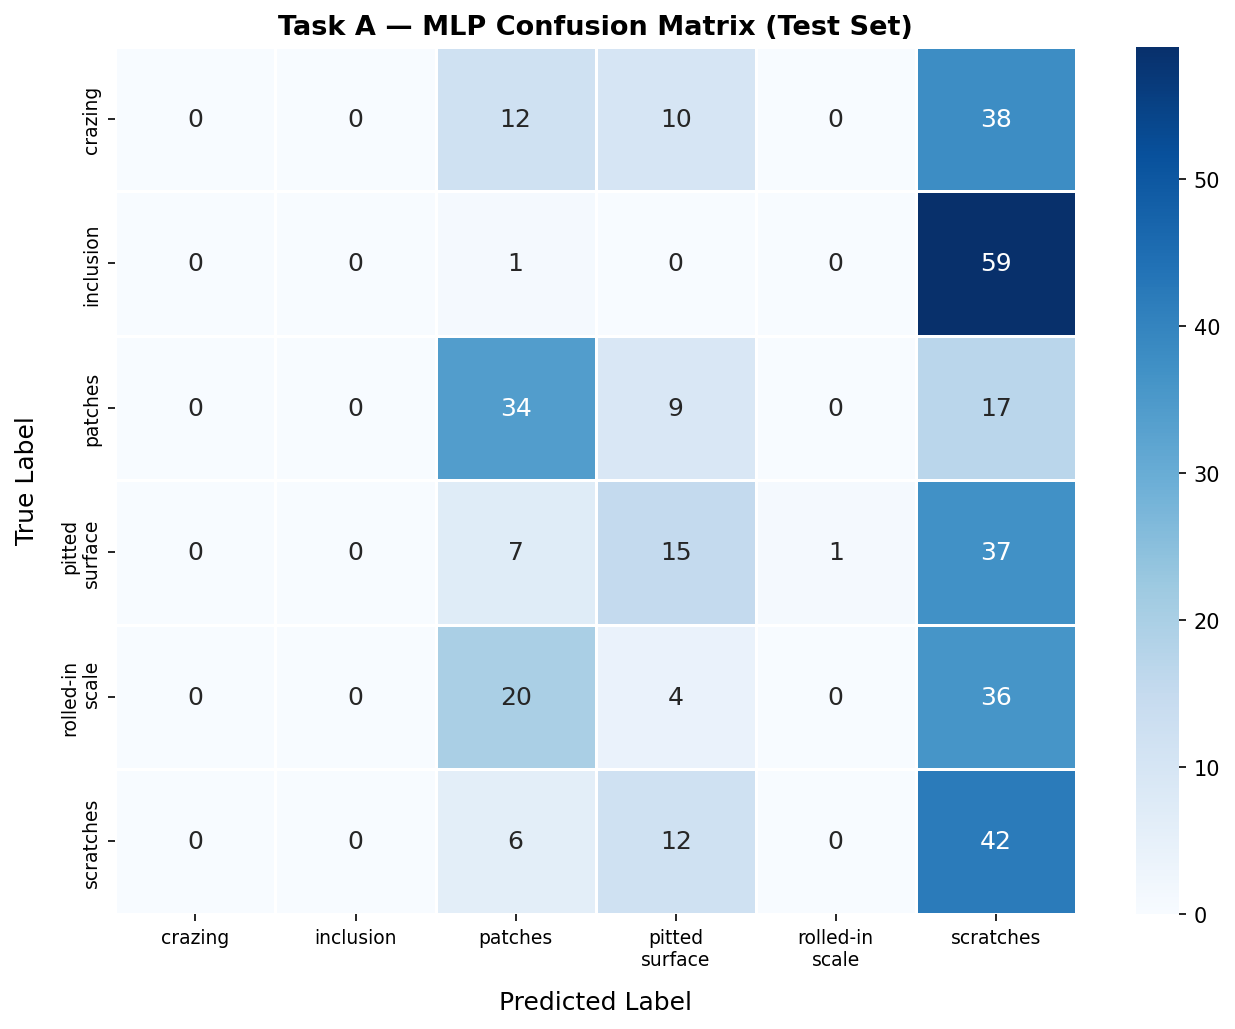 Task A — MLP Confusion Matrix (Test Set)
True Label
crazing
0 0 12 10 0 38
inclusion
0 0 1 0 0 59
patches
0 0 34 9 0 17
pitted
surface
0 0 7 15 1 37
rolled-in
scale
0 0 20 4 0 36
scratches
0 0 6 12 0 42
crazing inclusion patches pitted rolled-in scratches
surface scale
Predicted Label
50
40
30
20
10
0